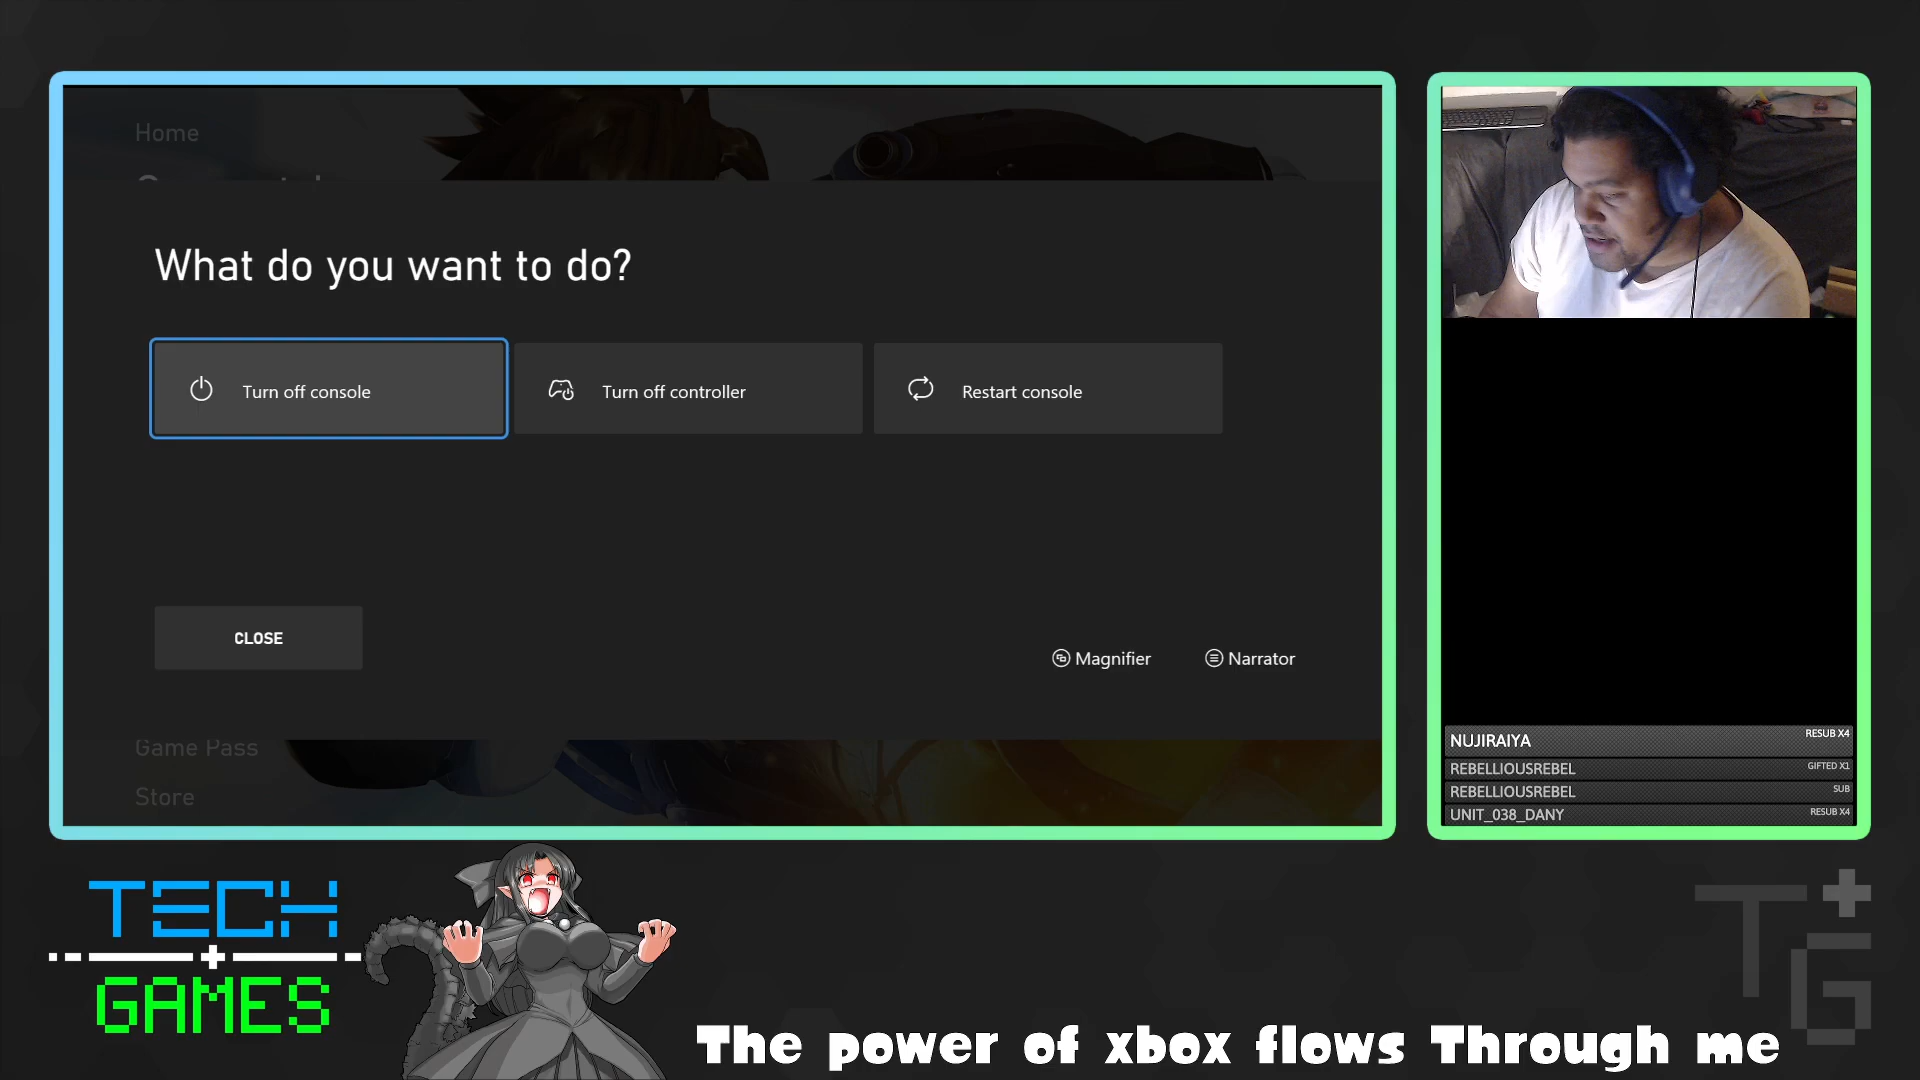 Home
What do you want to do?
Turn off console
Turn off controller
Restart console
CLOSE
Magnifier
Narrator
Game Pass
Store
NUJIRAIYA RESUB X4
REBELLIOUSREBEL GIFTED X1
REBELLIOUSREBEL SUB
UNIT_038_DANY RESUB X4
TECH
GAMES
The power of xbox flows Through me
T+G